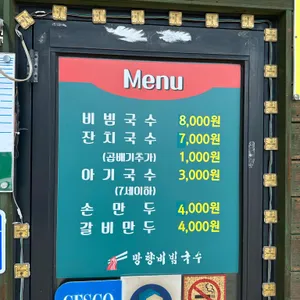 Menu
비빔국수 8,000원
잔치국수 7,000원
(곱배기추가) 1,000원
아기국수 3,000원
(7세이하)
손만두 4,000원
갈비만두 4,000원
망향비빔국수
CESCO